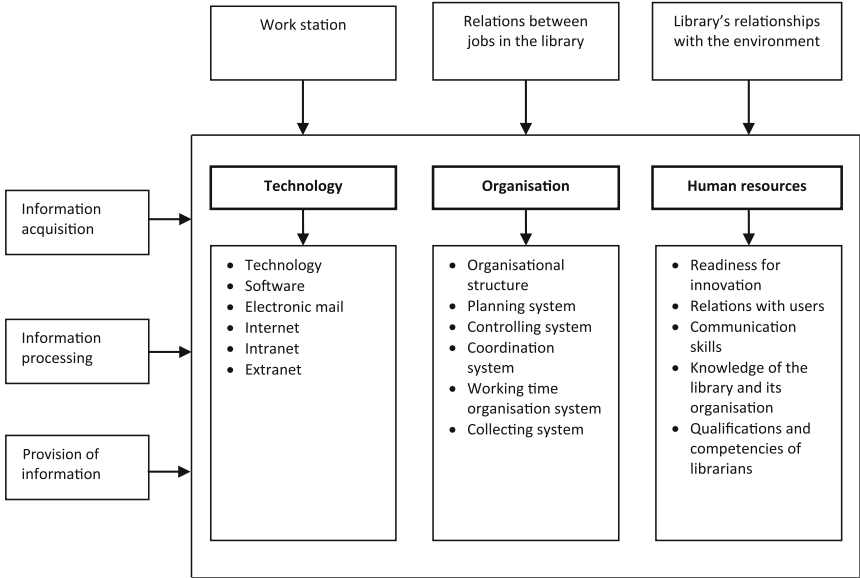 Work station
Relations between
jobs in the library
Library’s relationships
with the environment
Information
acquisition
Information
processing
Provision of
information
Technology
• Technology
• Software
• Electronic mail
• Internet
• Intranet
• Extranet
Organisation
• Organisational
structure
• Planning system
• Controlling system
• Coordination
system
• Working time
organisation system
• Collecting system
Human resources
• Readiness for
innovation
• Relations with users
• Communication
skills
• Knowledge of the
library and its
organisation
• Qualifications and
competencies of
librarians